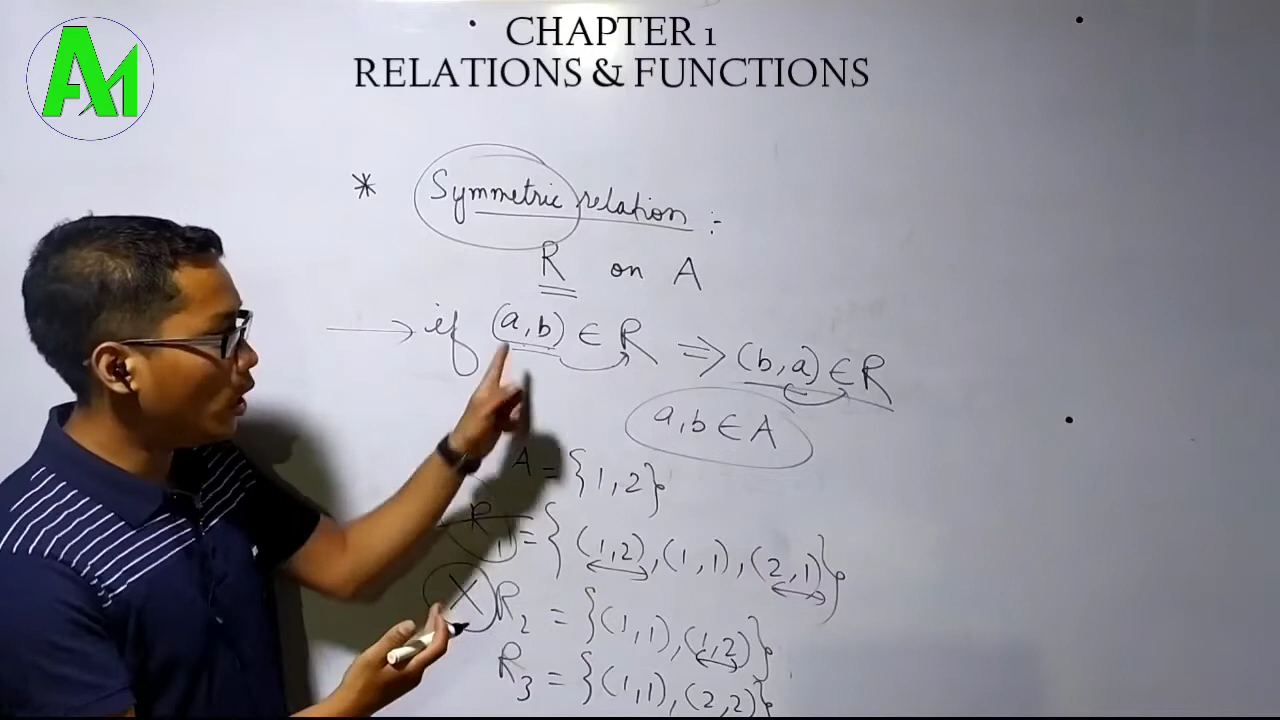 AM
CHAPTER 1
RELATIONS & FUNCTIONS
* Symmetric relation :-
R on A
→ if (a,b) ∈ R ⇒ (b,a) ∈ R
a,b ∈ A
A = {1,2}
R₁ = {(1,2),(1,1),(2,1)}
X R₂ = {(1,1),(1,2)}
R₃ = {(1,1),(2,2)}